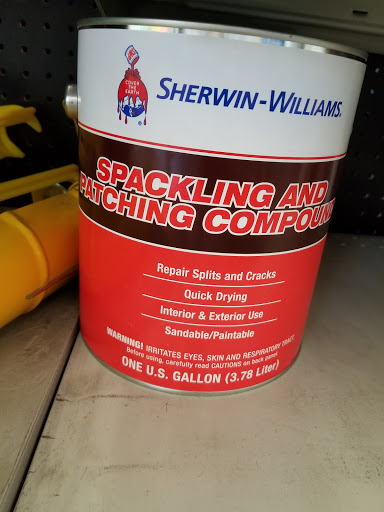 COVER
THE
EARTH
SHERWIN-WILLIAMS.
SPACKLING AND
PATCHING COMPOUND
Repair Splits and Cracks
Quick Drying
Interior & Exterior Use
Sandable/Paintable
WARNING! IRRITATES EYES, SKIN AND RESPIRATORY TRACT.
Before using, carefully read CAUTIONS on back panel.
ONE U.S. GALLON (3.78 Liter)